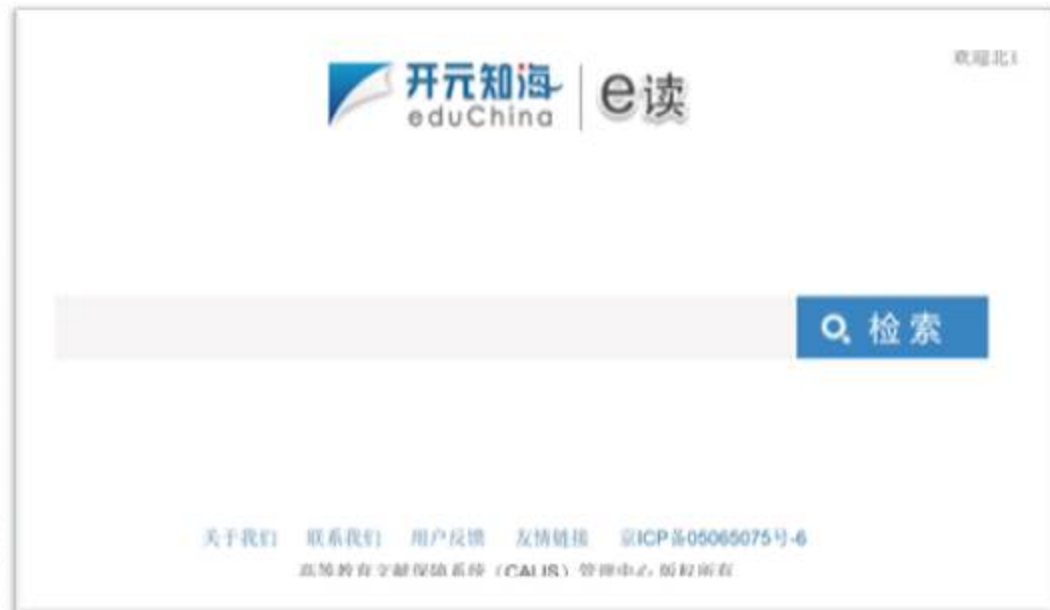 欢迎北
开元知海 e读
eduChina
检索
关于我们 联系我们 用户反馈 友情链接 京ICP备05065075号-6
高等教育文献保障系统（CALIS）管理中心 版权所有